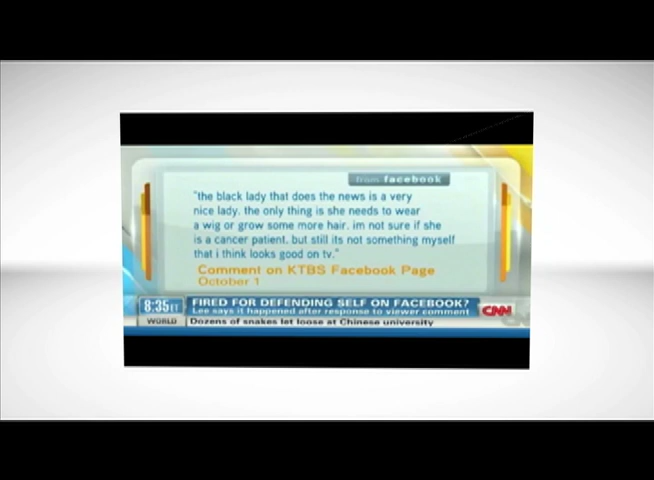 from facebook
"the black lady that does the news is a very
nice lady. the only thing is she needs to wear
a wig or grow some more hair. im not sure if she
is a cancer patient. but still its not something myself
that i think looks good on tv."
Comment on KTBS Facebook Page
October 1
8:35 ET
FIRED FOR DEFENDING SELF ON FACEBOOK?
Lee says it happened after response to viewer comment
CNN
WORLD
Dozens of snakes let loose at Chinese university